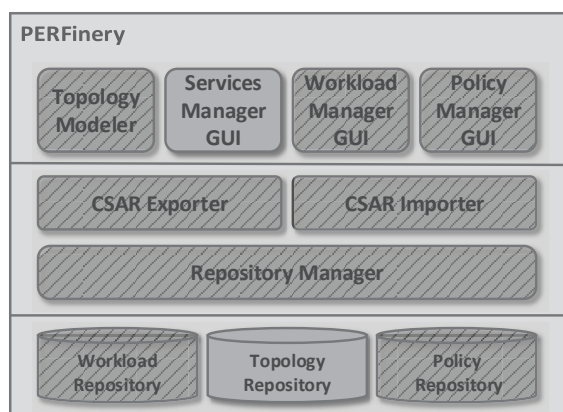 PERFinery
Topology
Modeler
Services
Manager
GUI
Workload
Manager
GUI
Policy
Manager
GUI
CSAR Exporter
CSAR Importer
Repository Manager
Workload
Repository
Topology
Repository
Policy
Repository